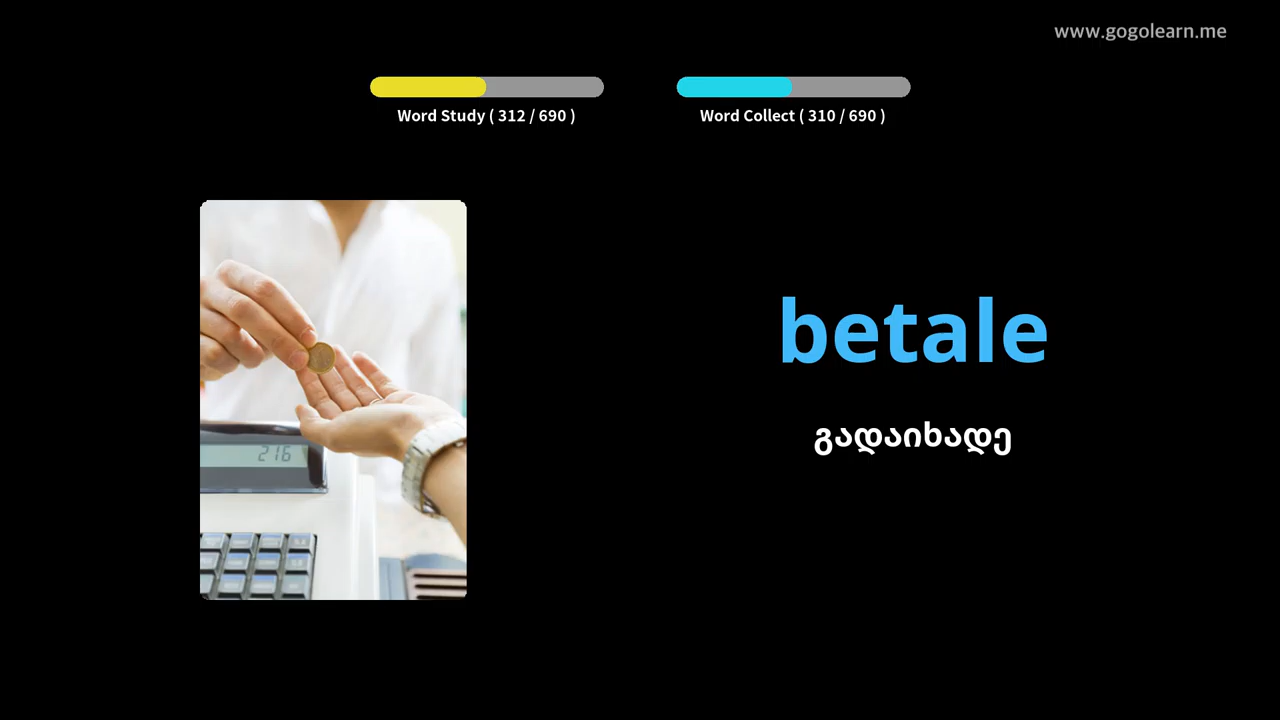 www.gogolearn.me
Word Study ( 312 / 690 )
Word Collect ( 310 / 690 )
betale
გადაიხადე
216